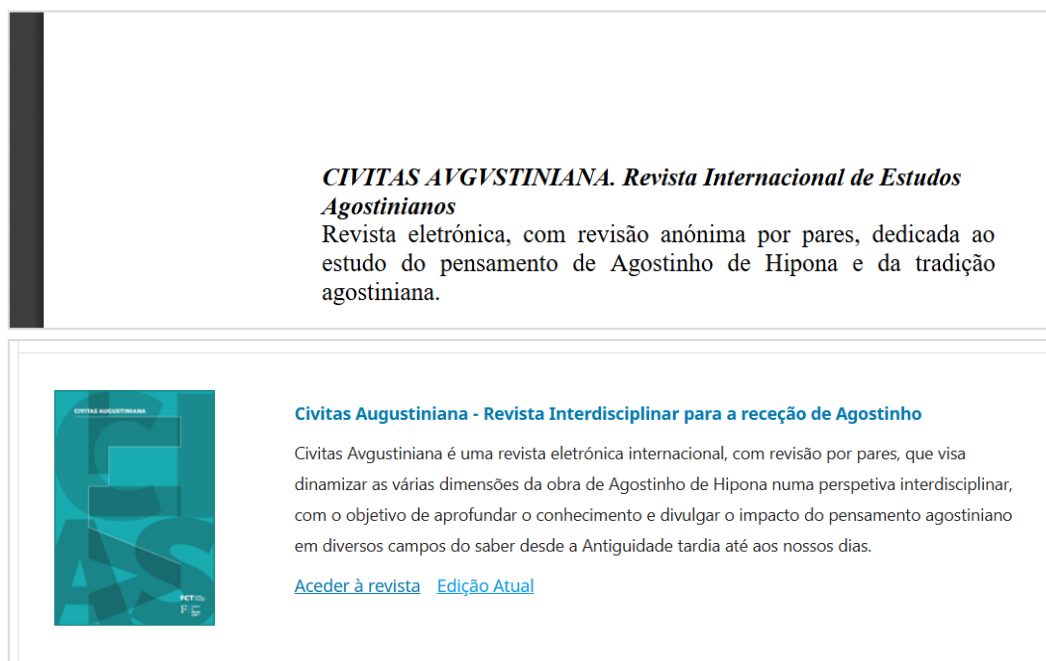 CIVITAS AVGVSTINIANA. Revista Internacional de Estudos
Agostinianos
Revista eletrónica, com revisão anónima por pares, dedicada ao
estudo do pensamento de Agostinho de Hipona e da tradição
agostiniana.
CIVITAS AUGUSTINIANA
CI
AS
FCT
Civitas Augustiniana - Revista Interdisciplinar para a receção de Agostinho
Civitas Avgustiniana é uma revista eletrónica internacional, com revisão por pares, que visa
dinamizar as várias dimensões da obra de Agostinho de Hipona numa perspetiva interdisciplinar,
com o objetivo de aprofundar o conhecimento e divulgar o impacto do pensamento agostiniano
em diversos campos do saber desde a Antiguidade tardia até aos nossos dias.
Aceder à revista Edição Atual